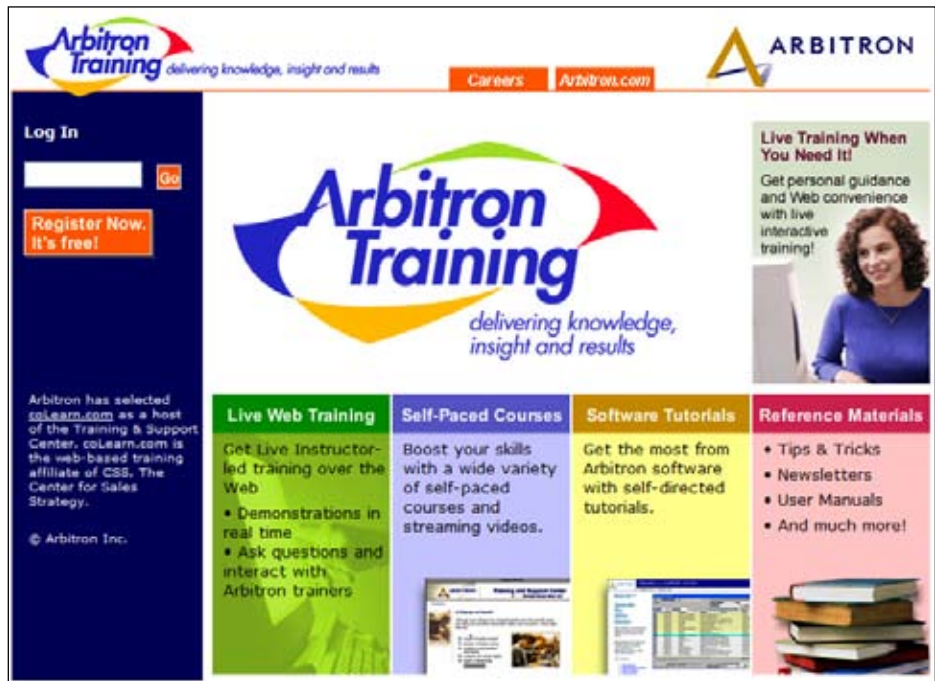 Arbitron
Training delivering knowledge, insight and results
Careers
Arbitron.com
ARBITRON
Log In
Go
Register Now.
It's free!
Arbitron has selected
coLearn.com as a host
of the Training & Support
Center. coLearn.com is
the web-based training
affiliate of CSS. The
Center for Sales
Strategy.
© Arbitron Inc.
Arbitron
Training
delivering knowledge,
insight and results
Live Training When
You Need It!
Get personal guidance
and Web convenience
with live
interactive
training!
Live Web Training
Get Live Instructor-
led training over the
Web
• Demonstrations in
real time
• Ask questions and
interact with
Arbitron trainers
Self-Paced Courses
Boost your skills
with a wide variety
of self-paced
courses and
streaming videos.
Software Tutorials
Get the most from
Arbitron software
with self-directed
tutorials.
Reference Materials
• Tips & Tricks
• Newsletters
• User Manuals
• And much more!